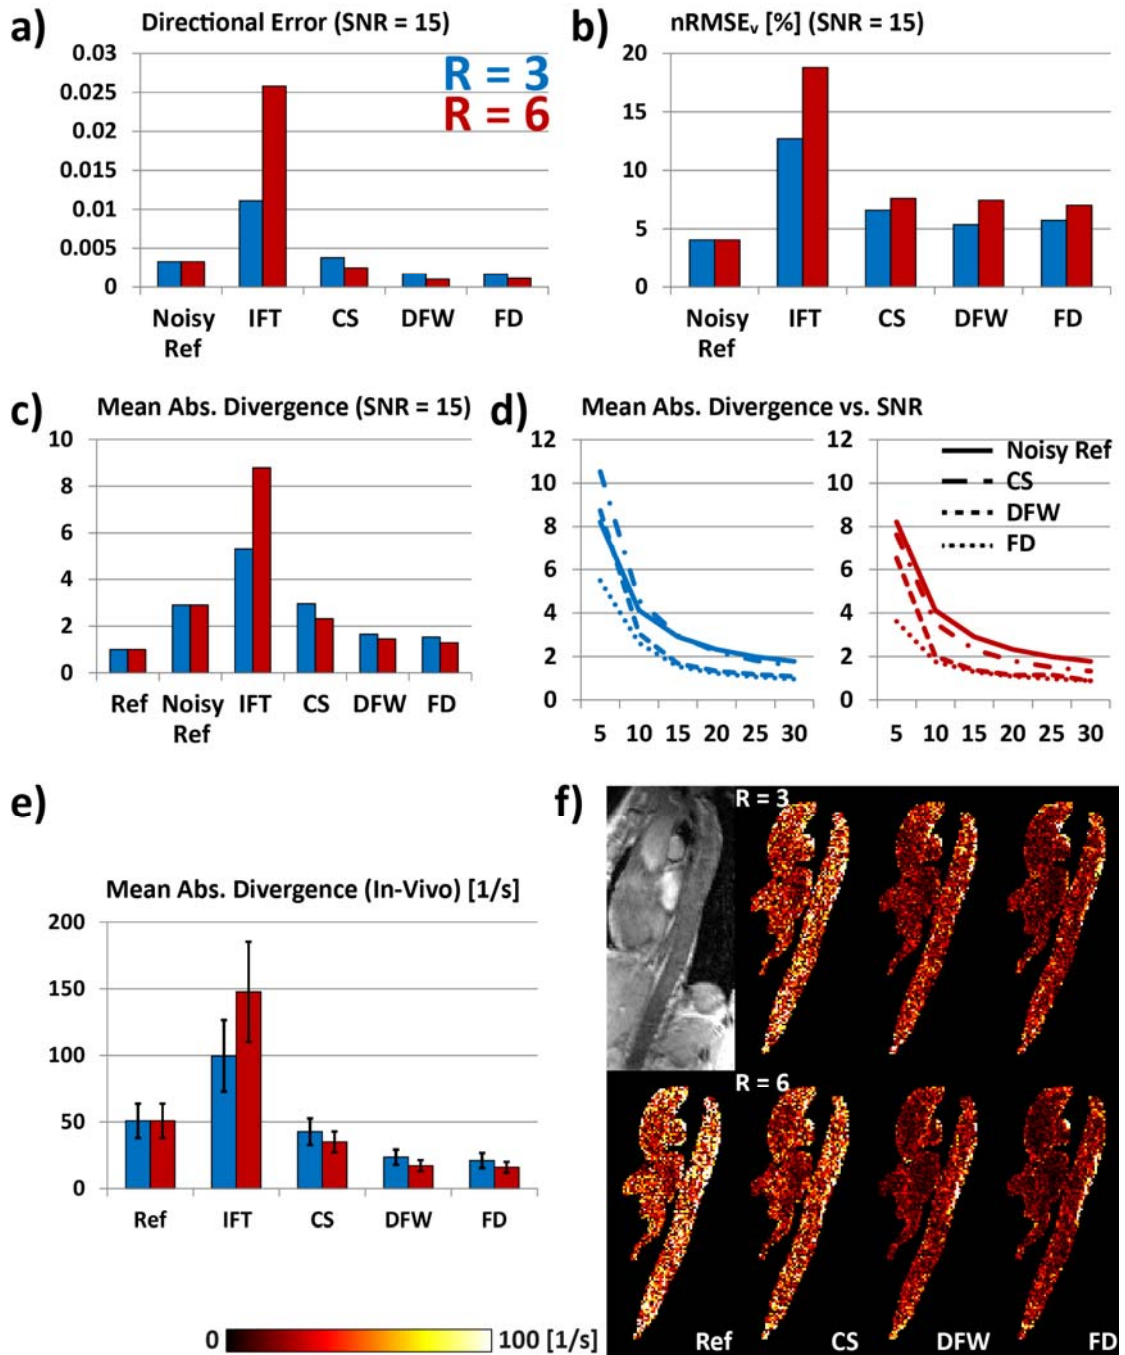 a)
Directional Error (SNR = 15)
0.03
0.025
0.02
0.015
0.01
0.005
0
R = 3
R = 6
Noisy Ref
IFT
CS
DFW
FD
b)
nRMSEv [%] (SNR = 15)
20
15
10
5
0
Noisy Ref
IFT
CS
DFW
FD
c)
Mean Abs. Divergence (SNR = 15)
10
8
6
4
2
0
Ref
Noisy Ref
IFT
CS
DFW
FD
d)
Mean Abs. Divergence vs. SNR
12
10
8
6
4
2
0
5 10 15 20 25 30
12
10
8
6
4
2
0
5 10 15 20 25 30
Noisy Ref
CS
DFW
FD
e)
Mean Abs. Divergence (In-Vivo) [1/s]
200
150
100
50
0
Ref
IFT
CS
DFW
FD
0
100 [1/s]
f)
R = 3
R = 6
Ref
CS
DFW
FD